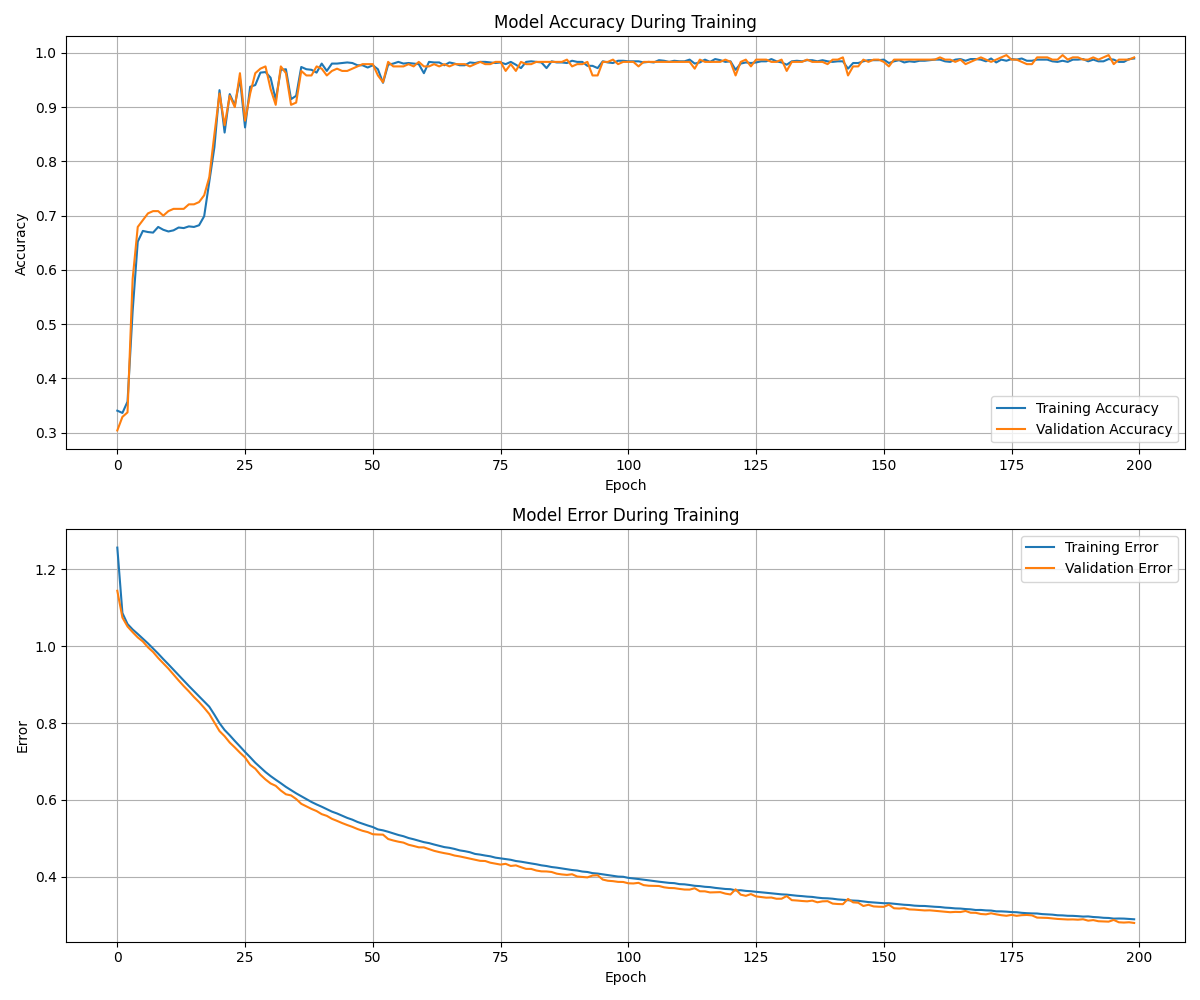 Model Accuracy During Training
1.0
0.9
0.8
0.7
0.6
0.5
0.4
0.3
Accuracy
Training Accuracy
Validation Accuracy
0 25 50 75 100 125 150 175 200
Epoch
Model Error During Training
1.2
1.0
0.8
0.6
0.4
Error
Training Error
Validation Error
0 25 50 75 100 125 150 175 200
Epoch